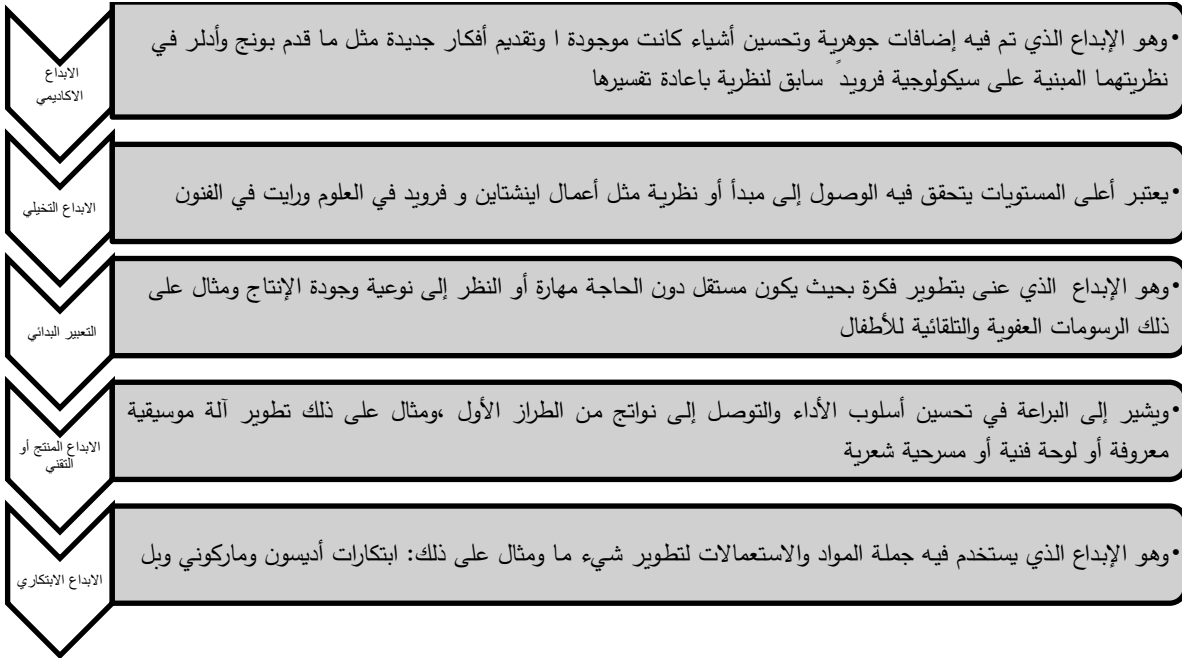 الابداع
الاكاديمي
•وهو الإبداع الذي تم فيه إضافات جوهرية وتحسين أشياء كانت موجودة ا وتقديم أفكار جديدة مثل ما قدم بونج وأدلر في
نظريتهما المبنية على سيكولوجية فرويد ً سابق لنظرية باعادة تفسيرها
الابداع التخيلي
•يعتبر أعلى المستويات يتحقق فيه الوصول إلى مبدأ أو نظرية مثل أعمال اينشتاين و فرويد في العلوم ورايت في الفنون
التعبير البدائي
•وهو الإبداع الذي عنى بتطوير فكرة بحيث يكون مستقل دون الحاجة مهارة أو النظر إلى نوعية وجودة الإنتاج ومثال على
ذلك الرسومات العفوية والتلقائية للأطفال
الابداع المنتج أو
التقني
•ويشير إلى البراعة في تحسين أسلوب الأداء والتوصل إلى نواتج من الطراز الأول ،ومثال على ذلك تطوير آلة موسيقية
معروفة أو لوحة فنية أو مسرحية شعرية
الابداع الابتكاري
•وهو الإبداع الذي يستخدم فيه جملة المواد والاستعمالات لتطوير شيء ما ومثال على ذلك: ابتكارات أديسون وماركوني وبل